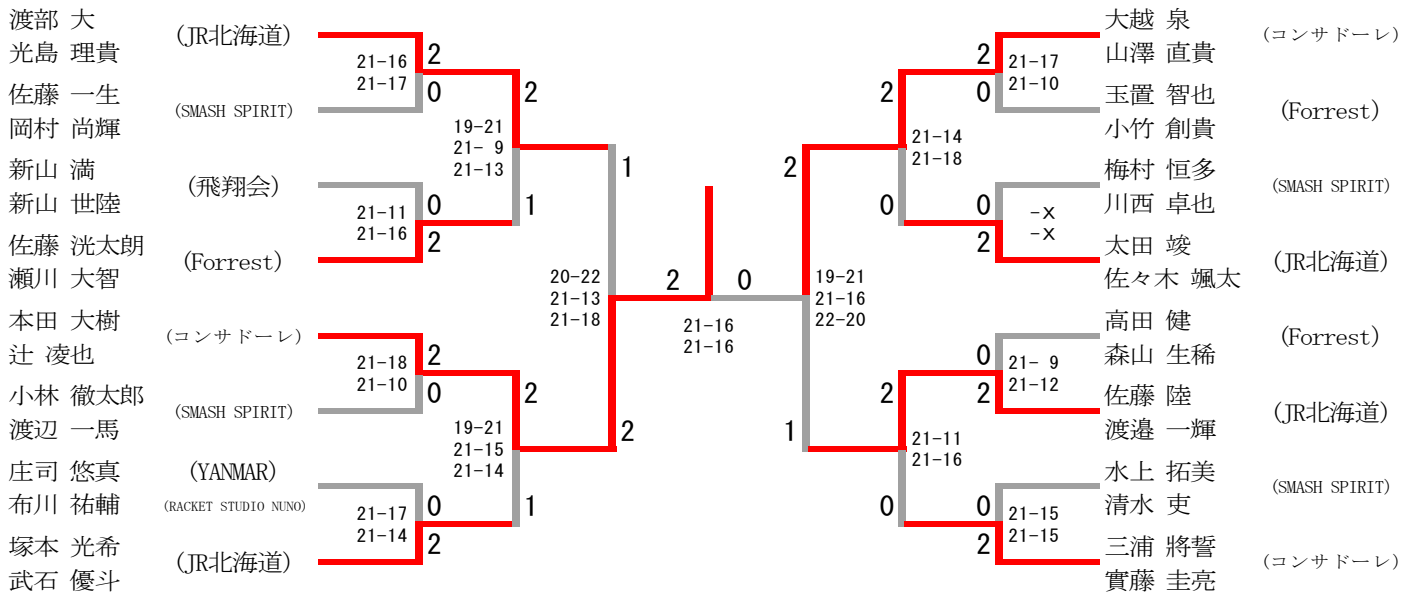 渡部 大
光島 理貴
(JR北海道)
佐藤 一生
岡村 尚輝
(SMASH SPIRIT)
新山 満
新山 世陸
(飛翔会)
佐藤 洸太朗
瀬川 大智
(Forrest)
本田 大樹
辻 凌也
(コンサドーレ)
小林 徹太郎
渡辺 一馬
(SMASH SPIRIT)
庄司 悠真
(YANMAR)
布川 祐輔
(RACKET STUDIO NUNO)
塚本 光希
武石 優斗
(JR北海道)
21-16
21-17
2
0
21-11
21-16
0
2
21-18
21-10
2
0
21-17
21-14
0
2
19-21
21- 9
21-13
2
1
19-21
21-15
21-14
2
1
20-22
21-13
21-18
1
2
2
0
21-16
21-16
19-21
21-16
22-20
2
1
21-14
21-18
2
0
21-11
21-16
2
0
21-17
21-10
2
0
-X
-X
0
2
21- 9
21-12
0
2
21-15
21-15
0
2
大越 泉
山澤 直貴
(コンサドーレ)
玉置 智也
小竹 創貴
(Forrest)
梅村 恒多
川西 卓也
(SMASH SPIRIT)
太田 竣
佐々木 颯太
(JR北海道)
高田 健
森山 生稀
(Forrest)
佐藤 陸
渡邉 一輝
(JR北海道)
水上 拓美
清水 吏
(SMASH SPIRIT)
三浦 將誓
實藤 圭亮
(コンサドーレ)